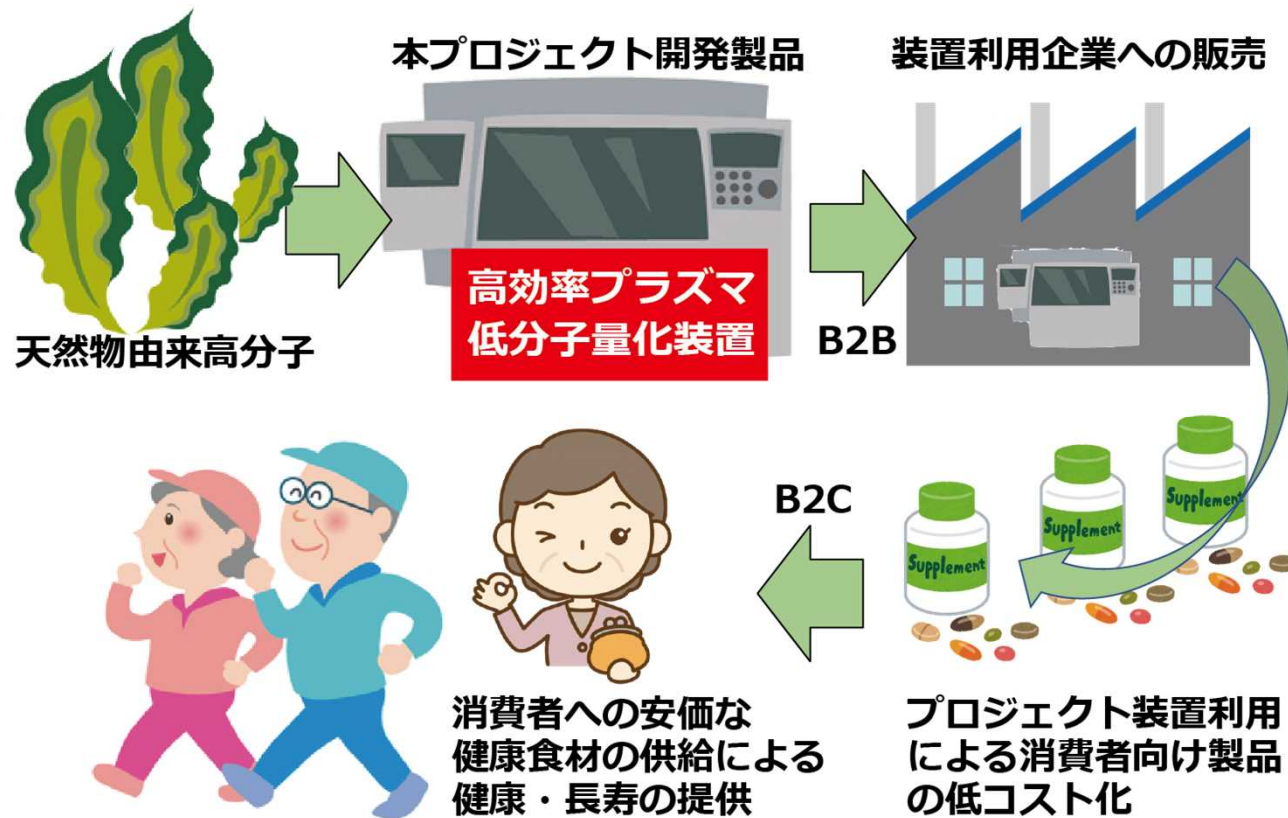 本プロジェクト開発製品
装置利用企業への販売
高効率プラズマ
低分子量化装置
天然物由来高分子
B2B
B2C
Supplement
Supplement
Supplement
消費者への安価な
健康食材の供給による
健康・長寿の提供
プロジェクト装置利用
による消費者向け製品
の低コスト化